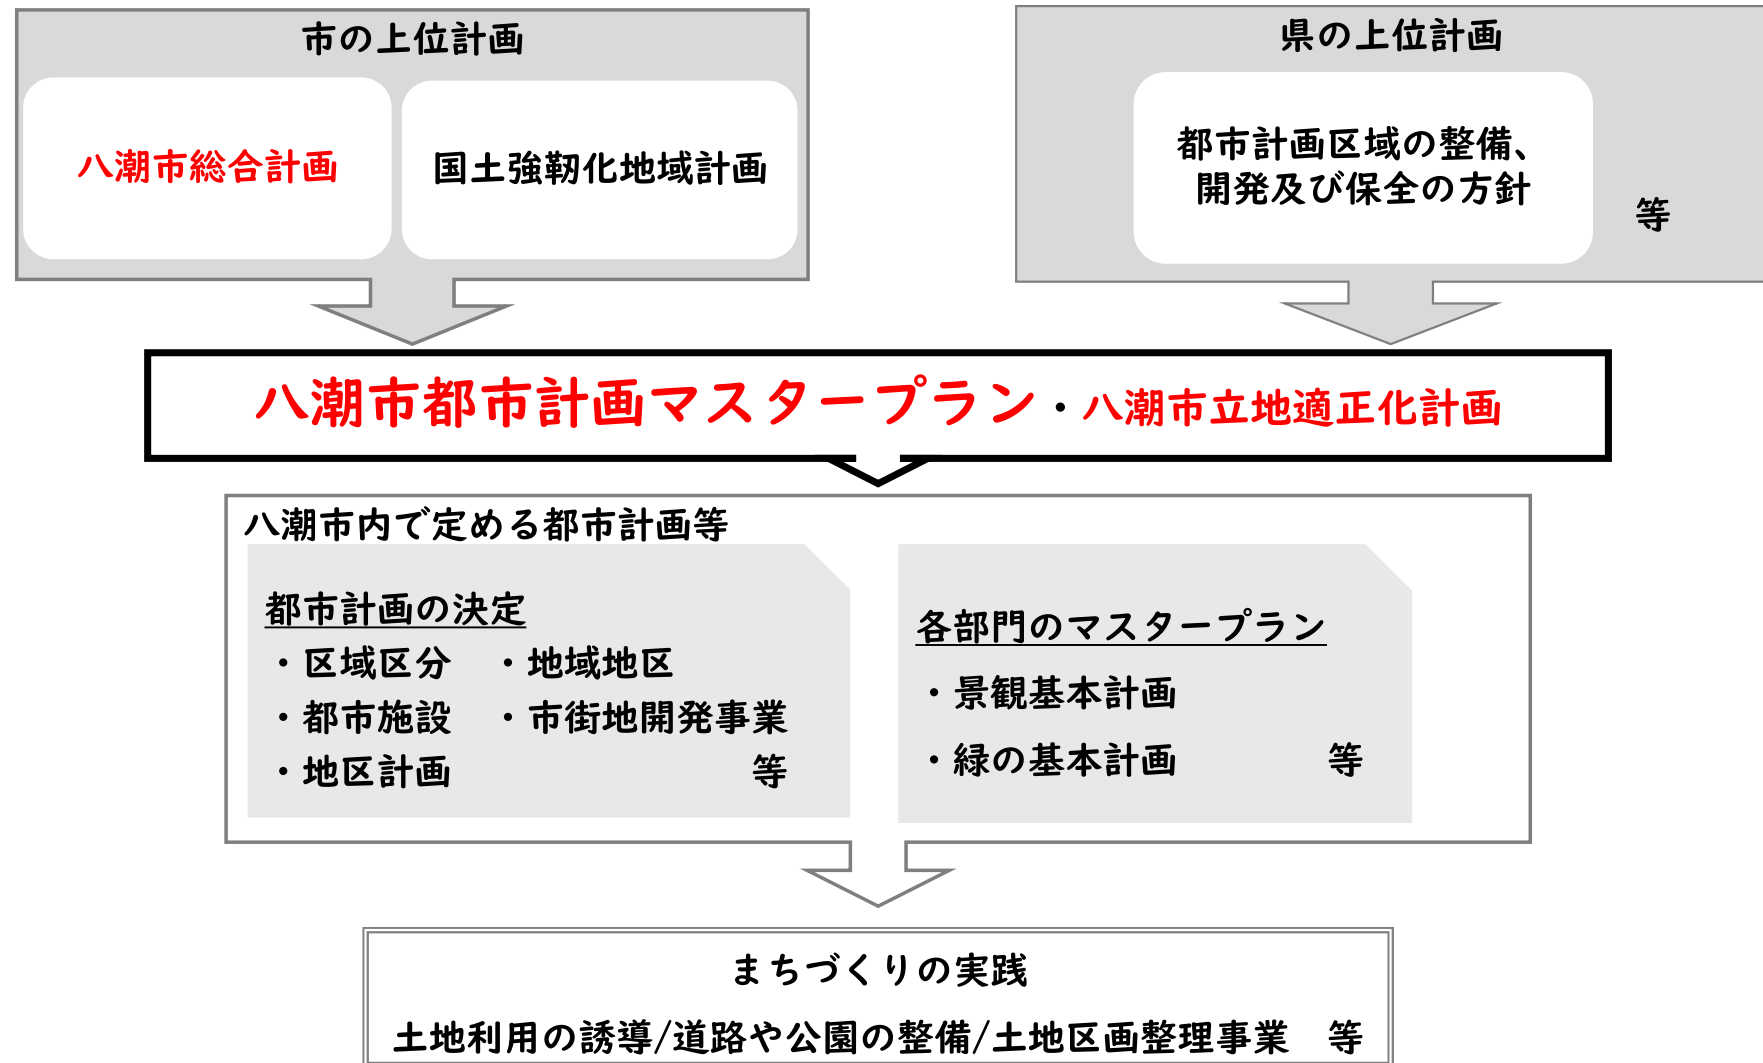 市の上位計画
八潮市総合計画
国土強靭化地域計画
県の上位計画
都市計画区域の整備、
開発及び保全の方針
等
八潮市都市計画マスタープラン・八潮市立地適正化計画
八潮市内で定める都市計画等
都市計画の決定
・区域区分　・地域地区
・都市施設　・市街地開発事業
・地区計画　等
各部門のマスタープラン
・景観基本計画
・緑の基本計画　等
まちづくりの実践
土地利用の誘導/道路や公園の整備/土地区画整理事業　等